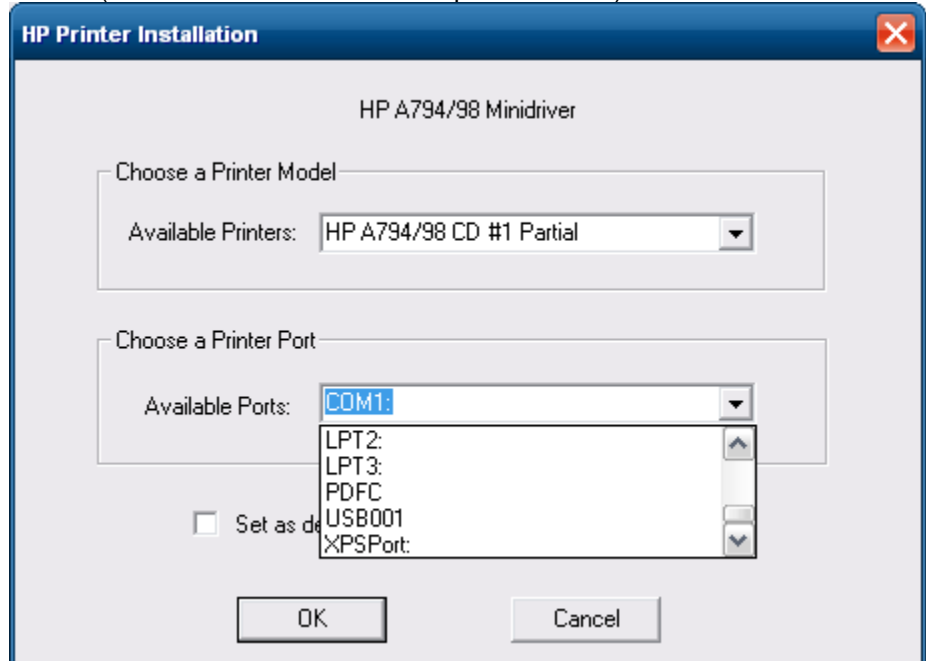 HP Printer Installation
HP A794/98 Minidriver
Choose a Printer Model
Available Printers: HP A794/98 CD #1 Partial
Choose a Printer Port
Available Ports: COM1:
LPT2:
LPT3:
PDFC
USB001
XPSPort:
Set as
OK Cancel